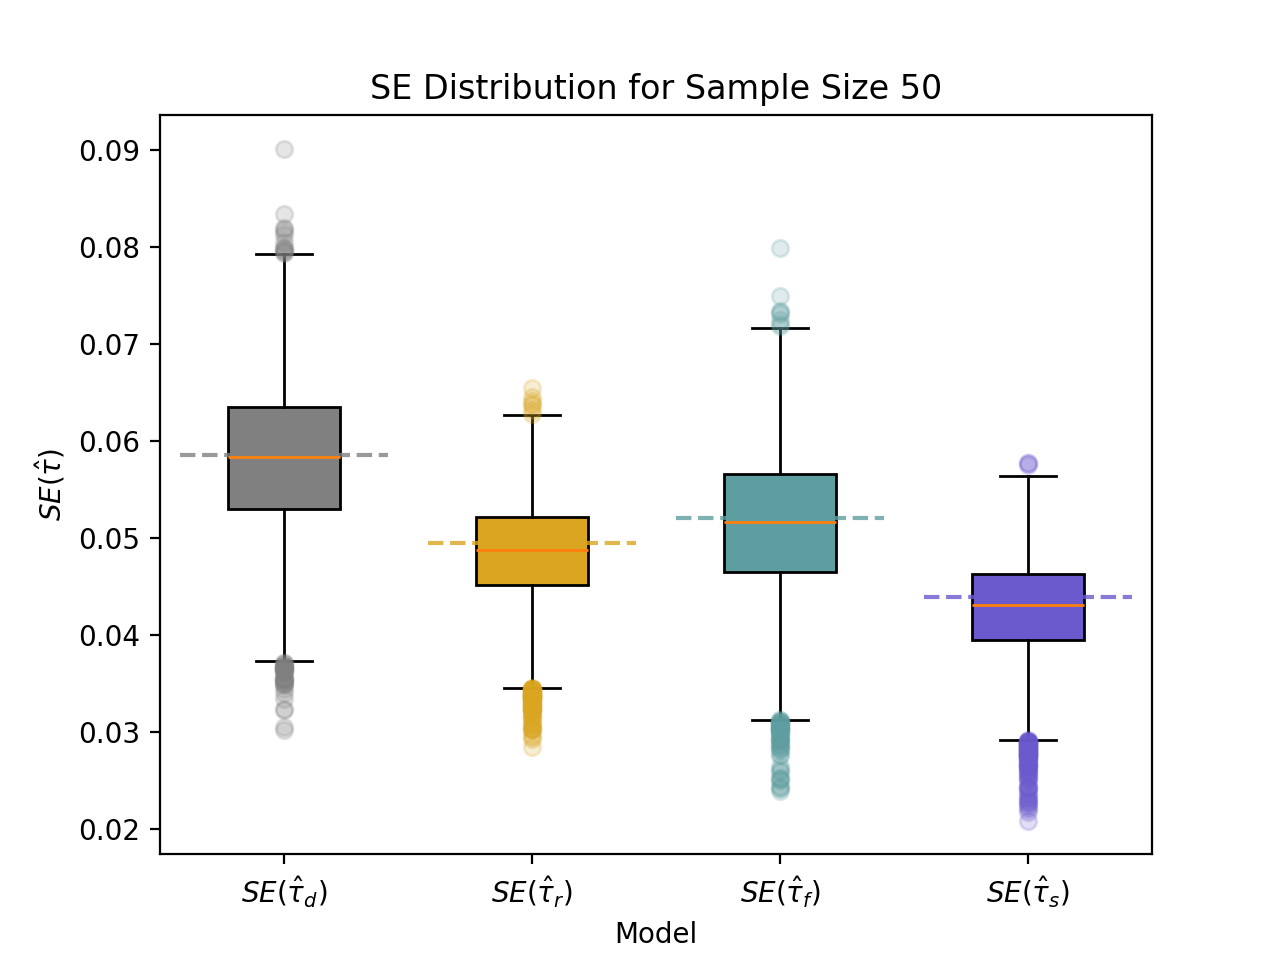 SE Distribution for Sample Size 50
0.09
0.08
0.07
0.06
0.05
0.04
0.03
0.02
SE(τ̂)
SE(τ̂_d) SE(τ̂_r) SE(τ̂_f) SE(τ̂_s)
Model